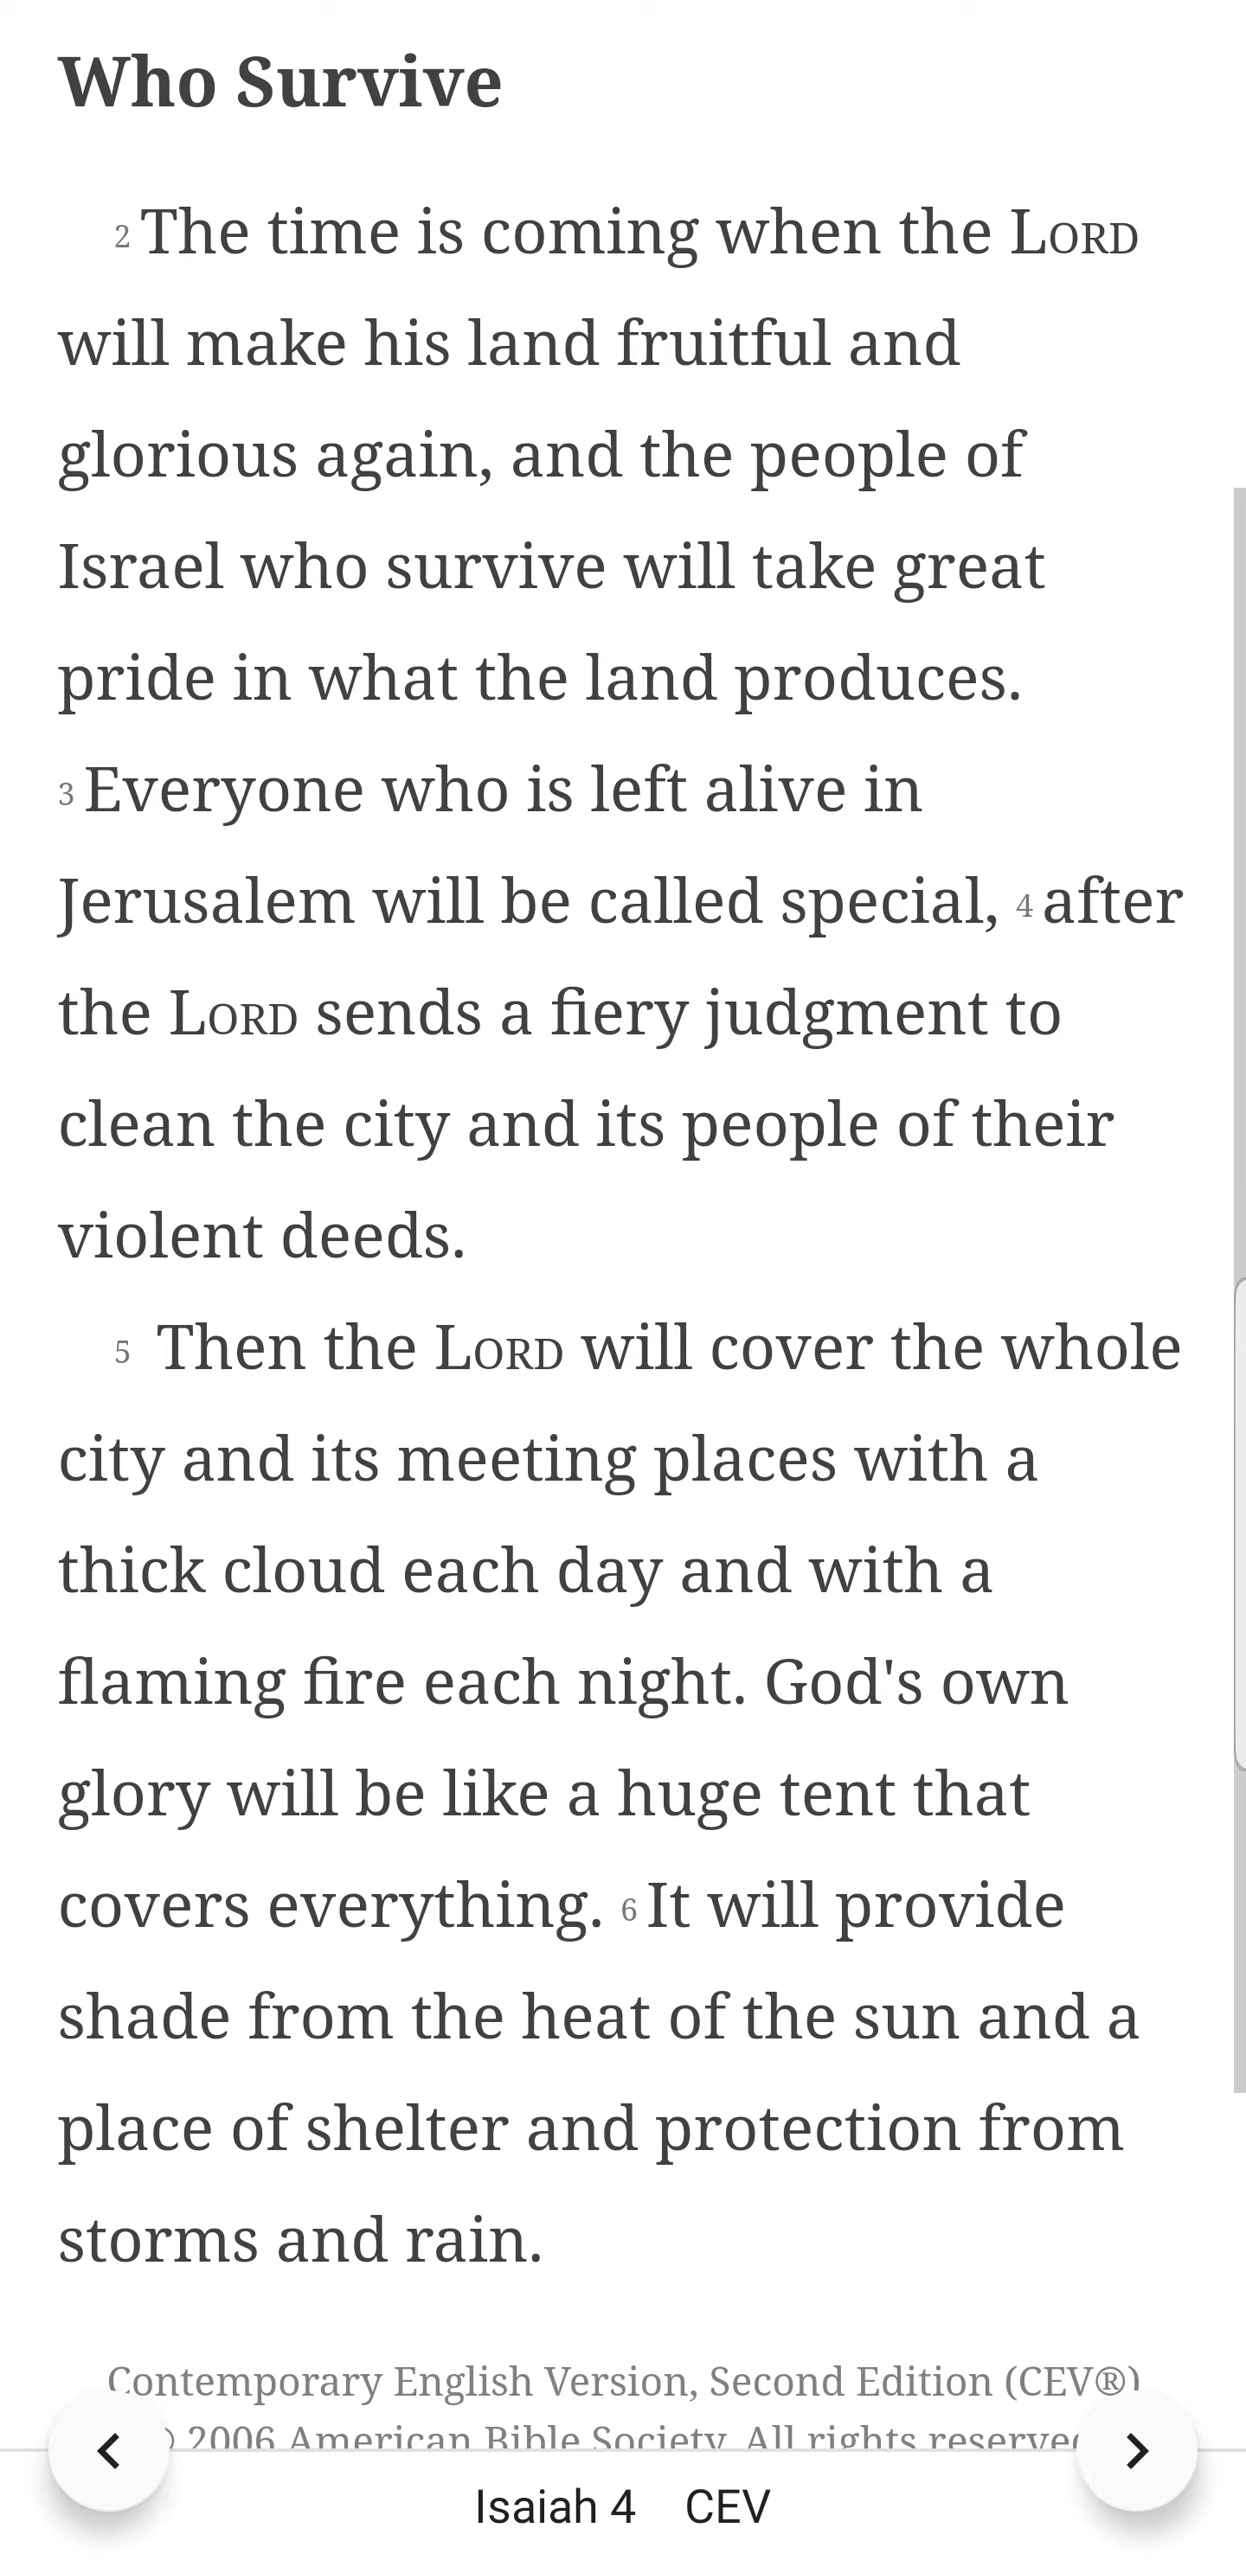 Who Survive
2 The time is coming when the LORD
will make his land fruitful and
glorious again, and the people of
Israel who survive will take great
pride in what the land produces.
3 Everyone who is left alive in
Jerusalem will be called special, 4 after
the LORD sends a fiery judgment to
clean the city and its people of their
violent deeds.
5 Then the LORD will cover the whole
city and its meeting places with a
thick cloud each day and with a
flaming fire each night. God's own
glory will be like a huge tent that
covers everything. 6 It will provide
shade from the heat of the sun and a
place of shelter and protection from
storms and rain.
Contemporary English Version, Second Edition (CEV®)
© 2006 American Bible Society. All rights reserved
Isaiah 4 CEV